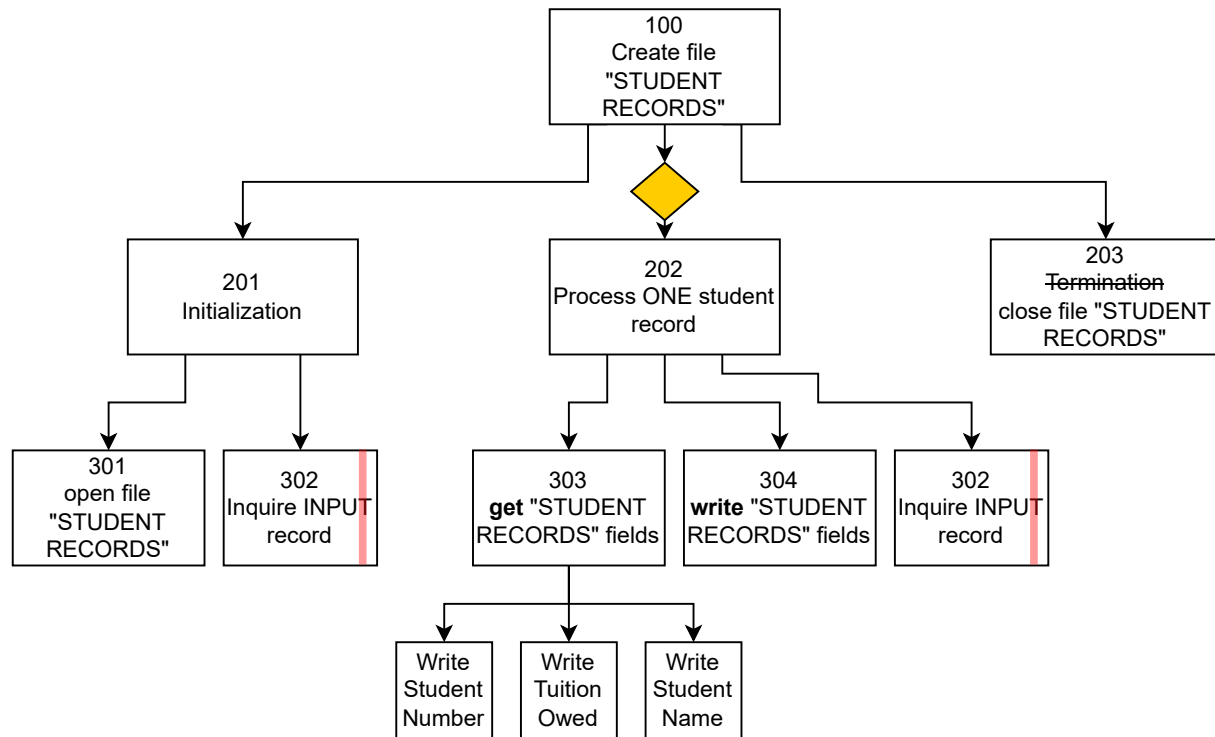 100
Create file
"STUDENT
RECORDS"
201
Initialization
202
Process ONE student
record
203
Termination
close file "STUDENT
RECORDS"
301
open file
"STUDENT
RECORDS"
302
Inquire INPUT
record
303
get "STUDENT
RECORDS" fields
304
write "STUDENT
RECORDS" fields
302
Inquire INPUT
record
Write
Student
Number
Write
Tuition
Owed
Write
Student
Name